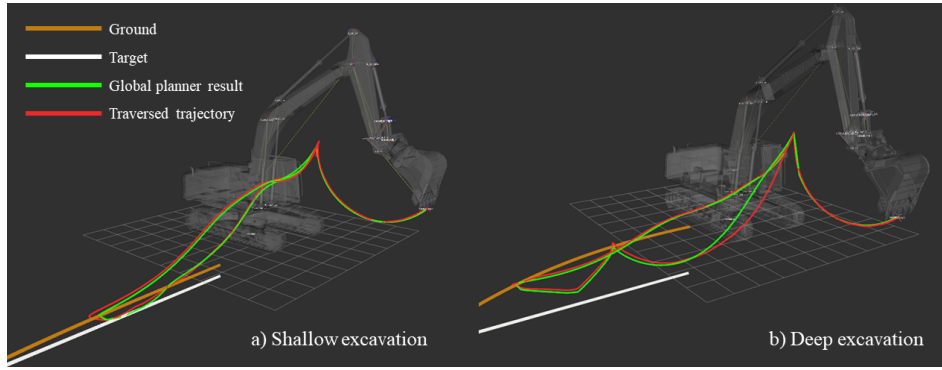 Ground
Target
Global planner result
Traversed trajectory
a) Shallow excavation
b) Deep excavation